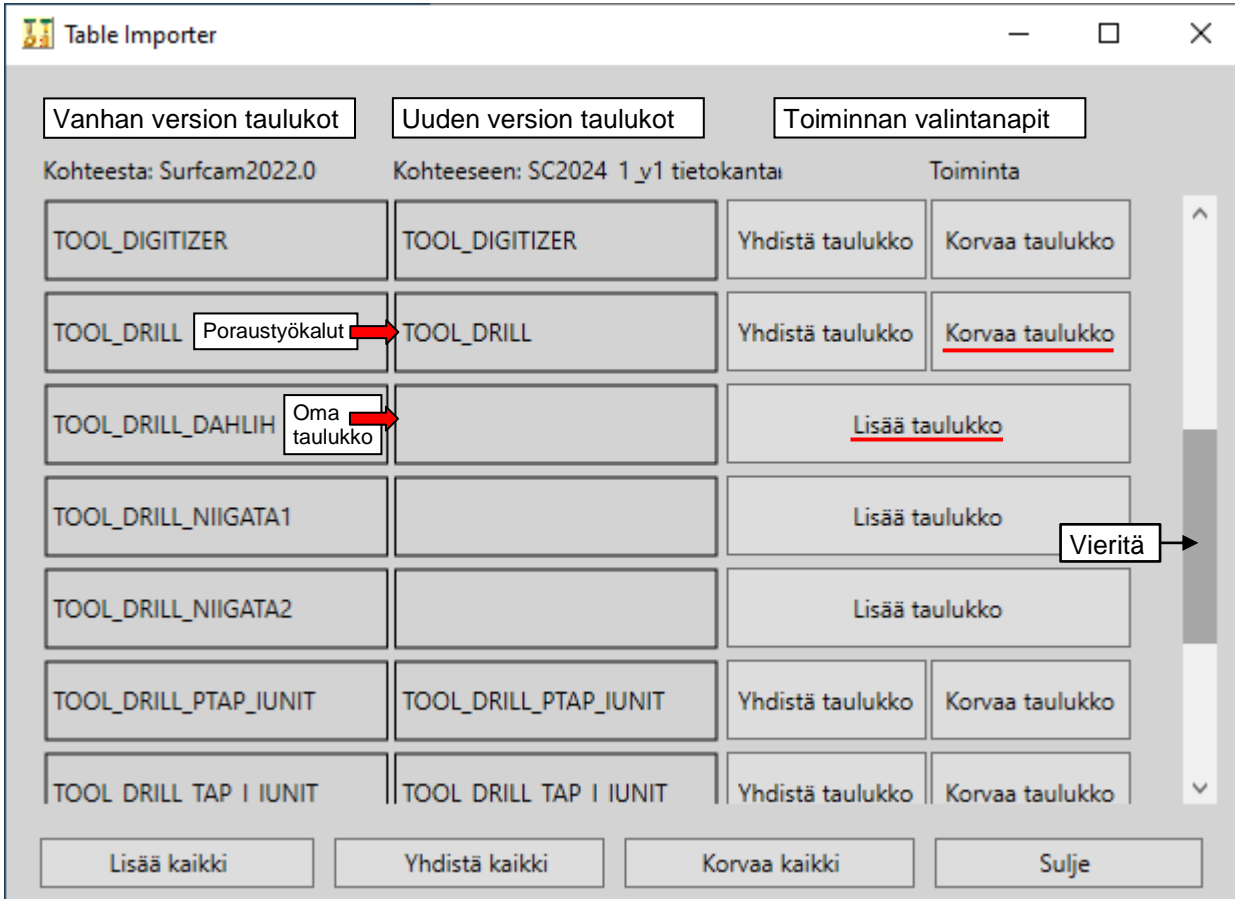 Table Importer
Vanhan version taulukot
Uuden version taulukot
Toiminnan valintanapit
Kohteesta: Surfcam2022.0
Kohteeseen: SC2024_1_v1 tietokantaan
Toiminta
TOOL_DIGITIZER
TOOL_DIGITIZER
Yhdistä taulukko
Korvaa taulukko
TOOL_DRILL
Poraustyökalut
TOOL_DRILL
Yhdistä taulukko
Korvaa taulukko
TOOL_DRILL_DAHLIH
Oma
taulukko
Lisää taulukko
TOOL_DRILL_NIIGATA1
Lisää taulukko
Vieritä
TOOL_DRILL_NIIGATA2
Lisää taulukko
TOOL_DRILL_PTAP_IUNIT
TOOL_DRILL_PTAP_IUNIT
Yhdistä taulukko
Korvaa taulukko
TOOL_DRILL_TAP_I_IUNIT
TOOL_DRILL_TAP_I_IUNIT
Yhdistä taulukko
Korvaa taulukko
Lisää kaikki
Yhdistä kaikki
Korvaa kaikki
Sulje